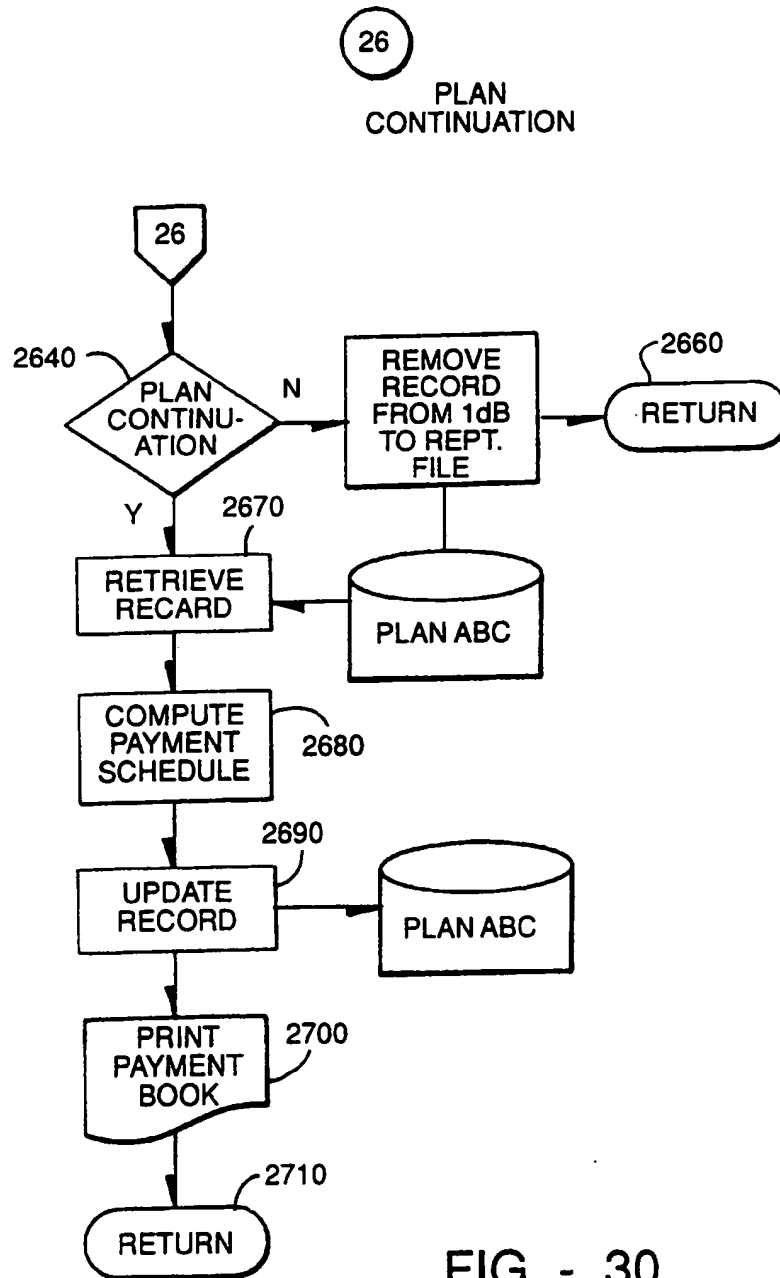 26
PLAN
CONTINUATION
26
2640
PLAN
CONTINU-
ATION
N
REMOVE
RECORD
FROM 1dB
TO REPT.
FILE
2660
RETURN
Y
2670
RETRIEVE
RECARD
PLAN ABC
COMPUTE
PAYMENT
SCHEDULE
2680
2690
UPDATE
RECORD
PLAN ABC
PRINT
PAYMENT
BOOK
2700
2710
RETURN
FIG. - 30